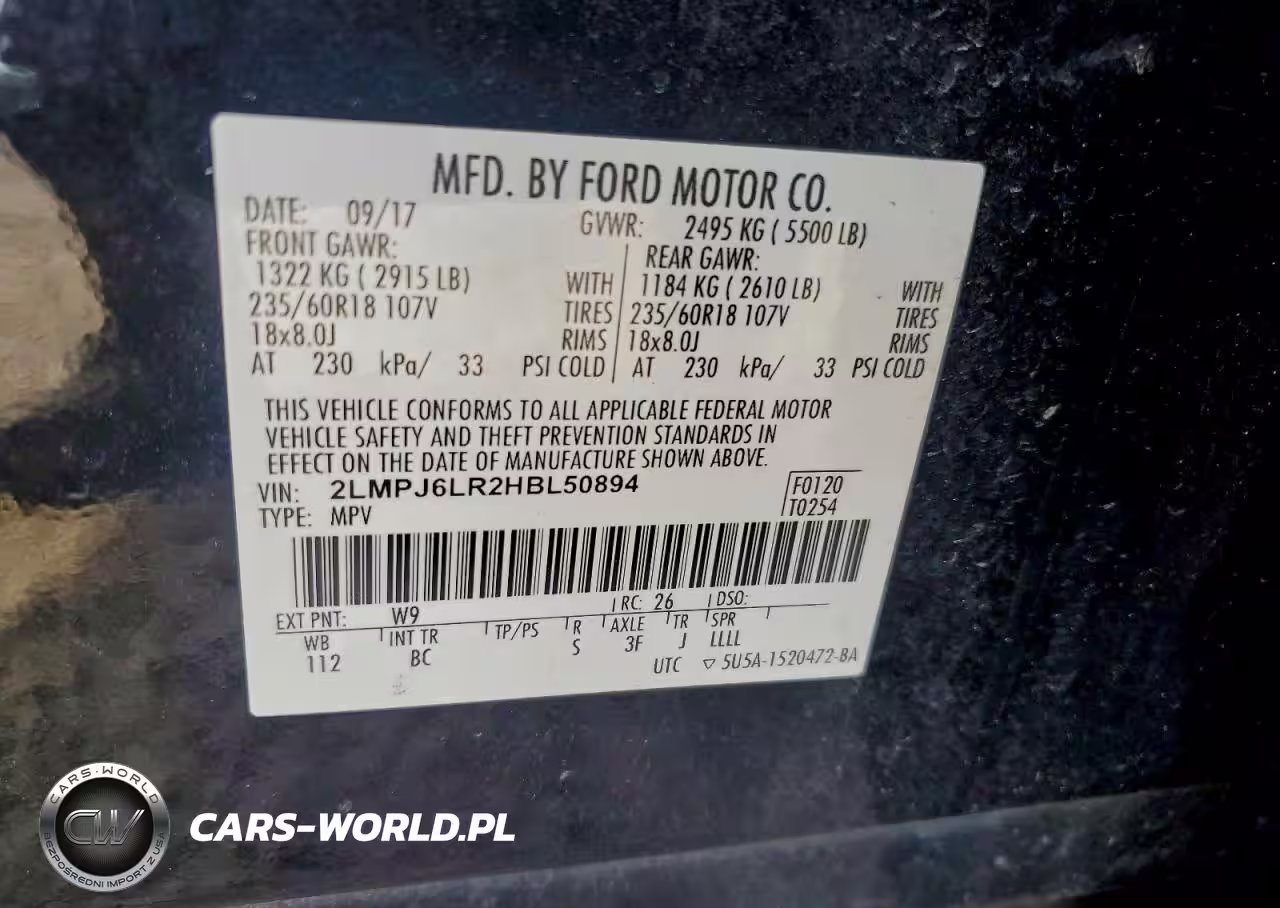 MFD. BY FORD MOTOR CO.
DATE: 09/17 GVWR: 2495 KG ( 5500 LB)
FRONT GAWR: REAR GAWR:
1322 KG ( 2915 LB) WITH 1184 KG ( 2610 LB) WITH
235/60R18 107V TIRES 235/60R18 107V TIRES
18x8.0J RIMS 18x8.0J RIMS
AT 230 kPa/ 33 PSI COLD AT 230 kPa/ 33 PSI COLD
THIS VEHICLE CONFORMS TO ALL APPLICABLE FEDERAL MOTOR
VEHICLE SAFETY AND THEFT PREVENTION STANDARDS IN
EFFECT ON THE DATE OF MANUFACTURE SHOWN ABOVE.
VIN: 2LMPJ6LR2HBL50894 F0120
TYPE: MPV T0254
EXT PNT: W9 RC: 26 DSO:
WB INT TR TP/PS R AXLE TR SPR
112 BC S 3F J LLLL
UTC ▽ 5U5A-1520472-BA
CARS-WORLD
CW
BEZPOŚREDNI IMPORT Z USA
CARS-WORLD.PL